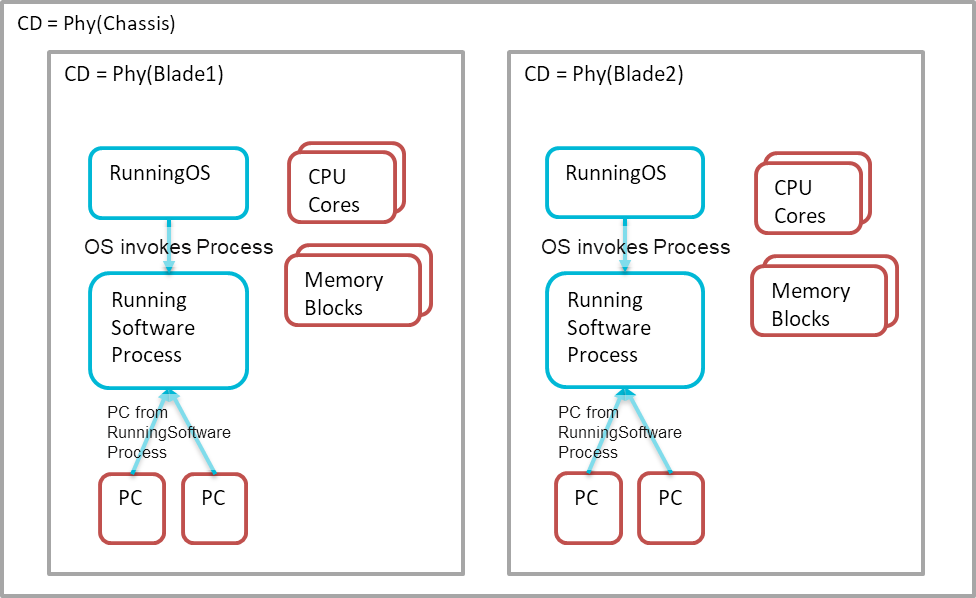 CD = Phy(Chassis)
CD = Phy(Blade1)
RunningOS
CPU
Cores
OS invokes Process
Memory
Blocks
Running
Software
Process
PC from
RunningSoftware
Process
PC
PC
CD = Phy(Blade2)
RunningOS
CPU
Cores
OS invokes Process
Memory
Blocks
Running
Software
Process
PC from
RunningSoftware
Process
PC
PC